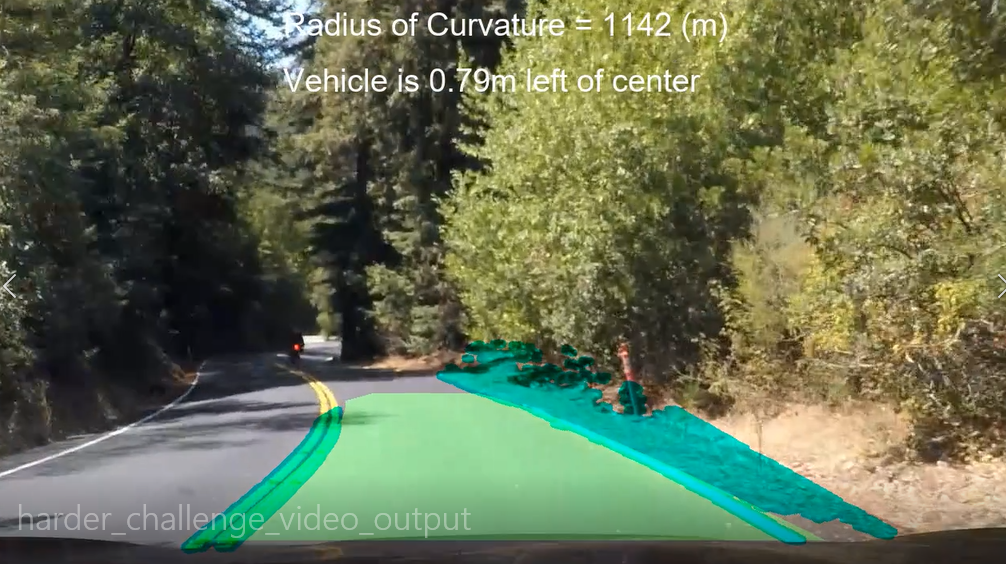 Radius of Curvature = 1142 (m)
Vehicle is 0.79m left of center
harder_challenge_video_output